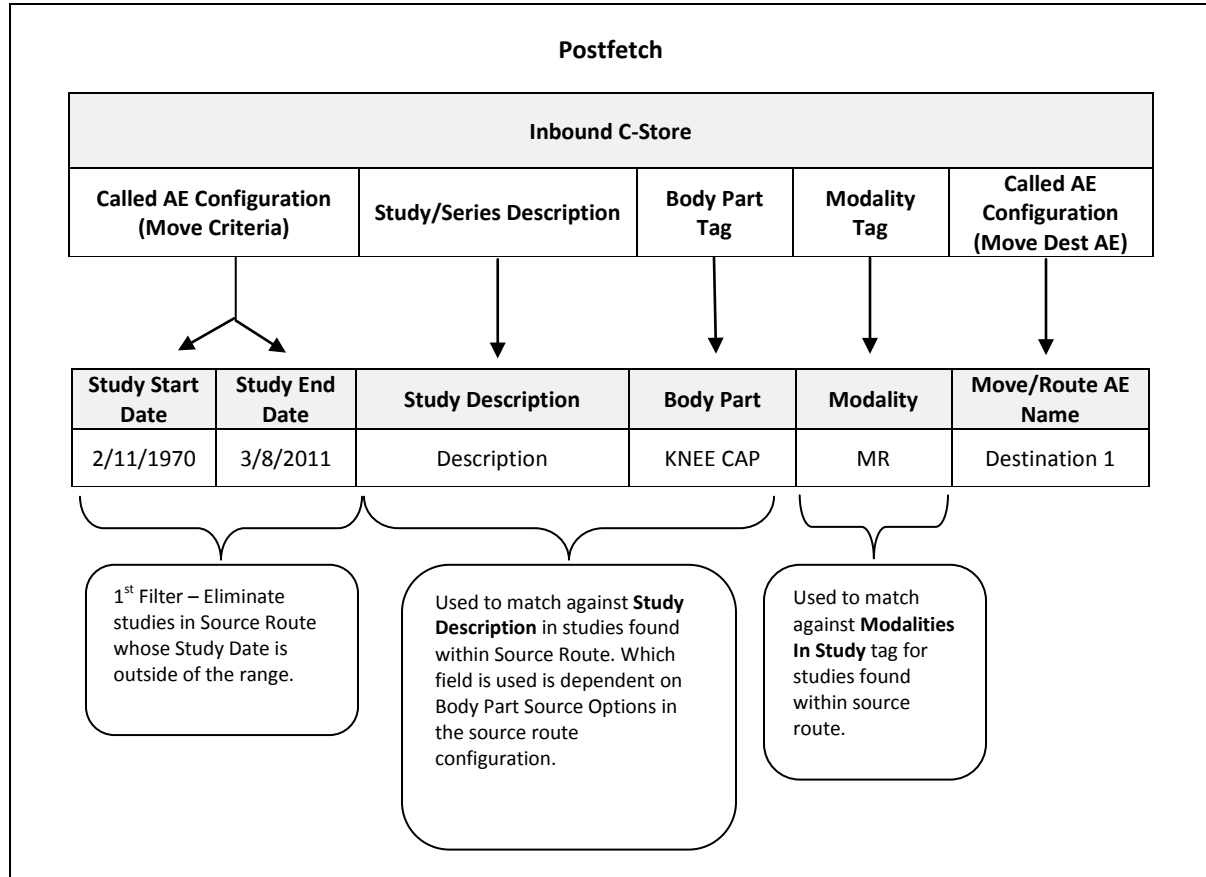 Postfetch
Inbound C-Store
Called AE Configuration
(Move Criteria)
Study/Series Description
Body Part
Tag
Modality
Tag
Called AE
Configuration
(Move Dest AE)
Study Start
Date
Study End
Date
Study Description
Body Part
Modality
Move/Route AE
Name
2/11/1970
3/8/2011
Description
KNEE CAP
MR
Destination 1
1st Filter – Eliminate
studies in Source Route
whose Study Date is
outside of the range.
Used to match against Study
Description in studies found
within Source Route. Which
field is used is dependent on
Body Part Source Options in
the source route
configuration.
Used to match
against Modalities
In Study tag for
studies found
within source
route.